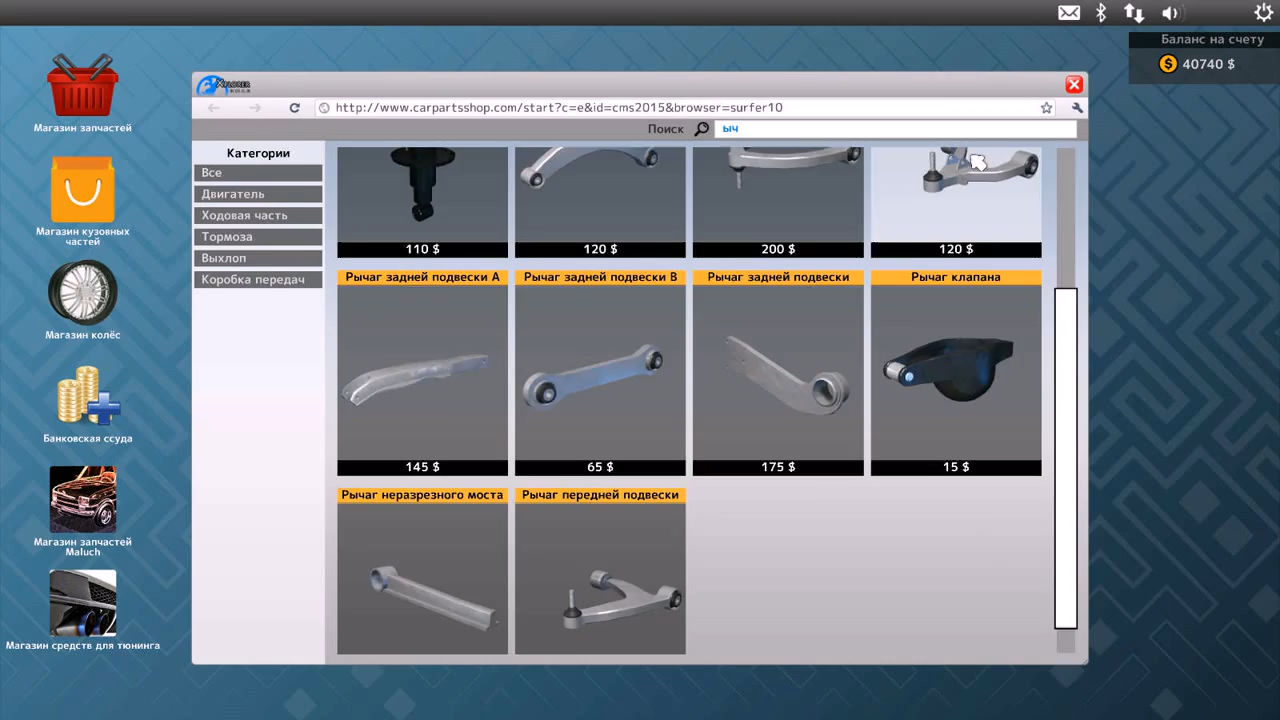 Баланс на счету
40740 $
Магазин запчастей
Магазин кузовных
частей
Магазин колёс
Банковская ссуда
Магазин запчастей
Maluch
Магазин средств для тюнинга
XPLORER
http://www.carpartsshop.com/start?c=e&id=cms2015&browser=surfer10
Поиск
ыч
Категории
Все
Двигатель
Ходовая часть
Тормоза
Выхлоп
Коробка передач
110 $
120 $
200 $
120 $
Рычаг задней подвески A
Рычаг задней подвески B
Рычаг задней подвески
Рычаг клапана
145 $
65 $
175 $
15 $
Рычаг неразрезного моста
Рычаг передней подвески